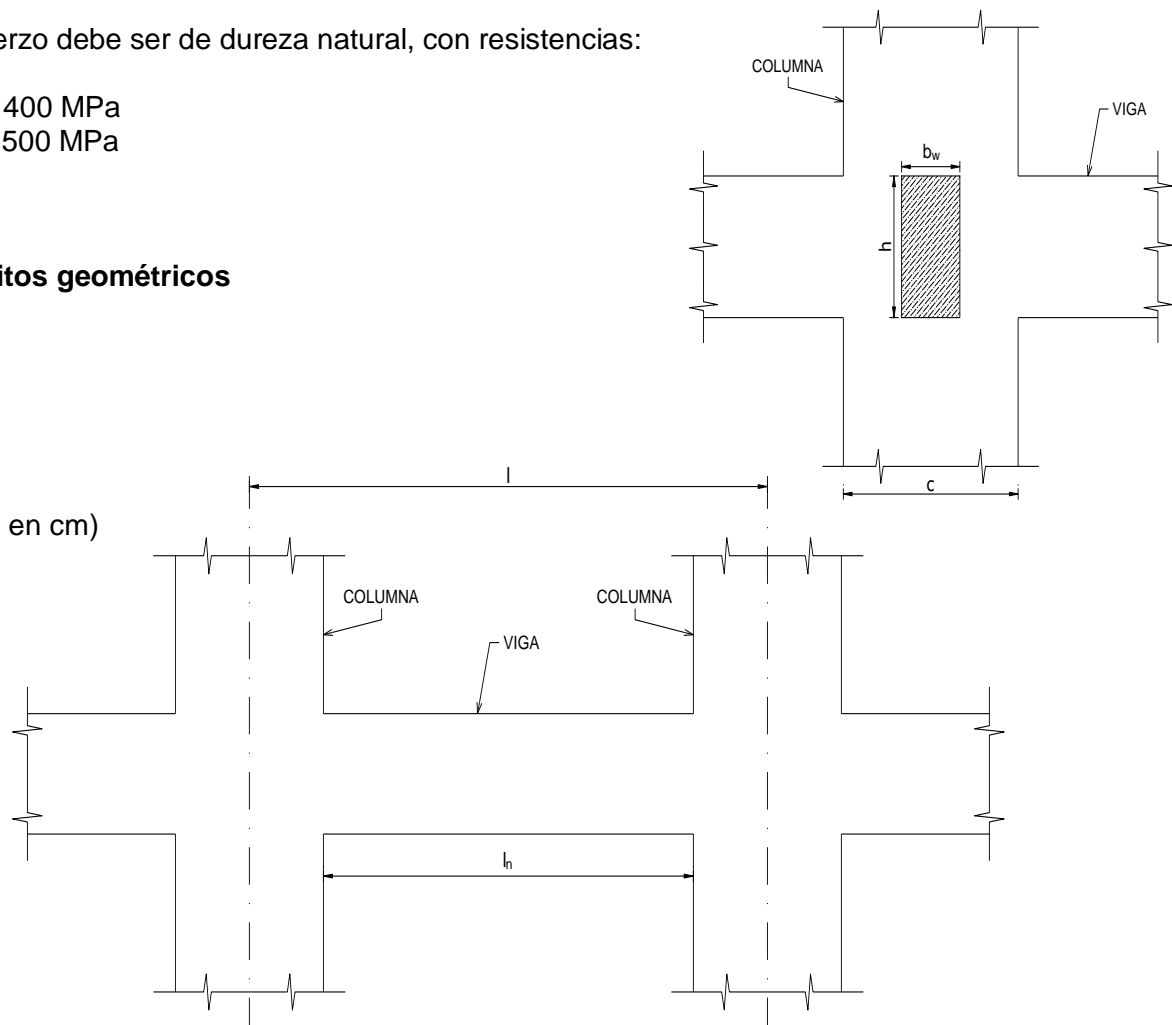 erzo debe ser de dureza natural, con resistencias:
400 MPa
500 MPa
itos geométricos
en cm)
COLUMNA
VIGA
bw
h
c
l
COLUMNA
COLUMNA
VIGA
ln